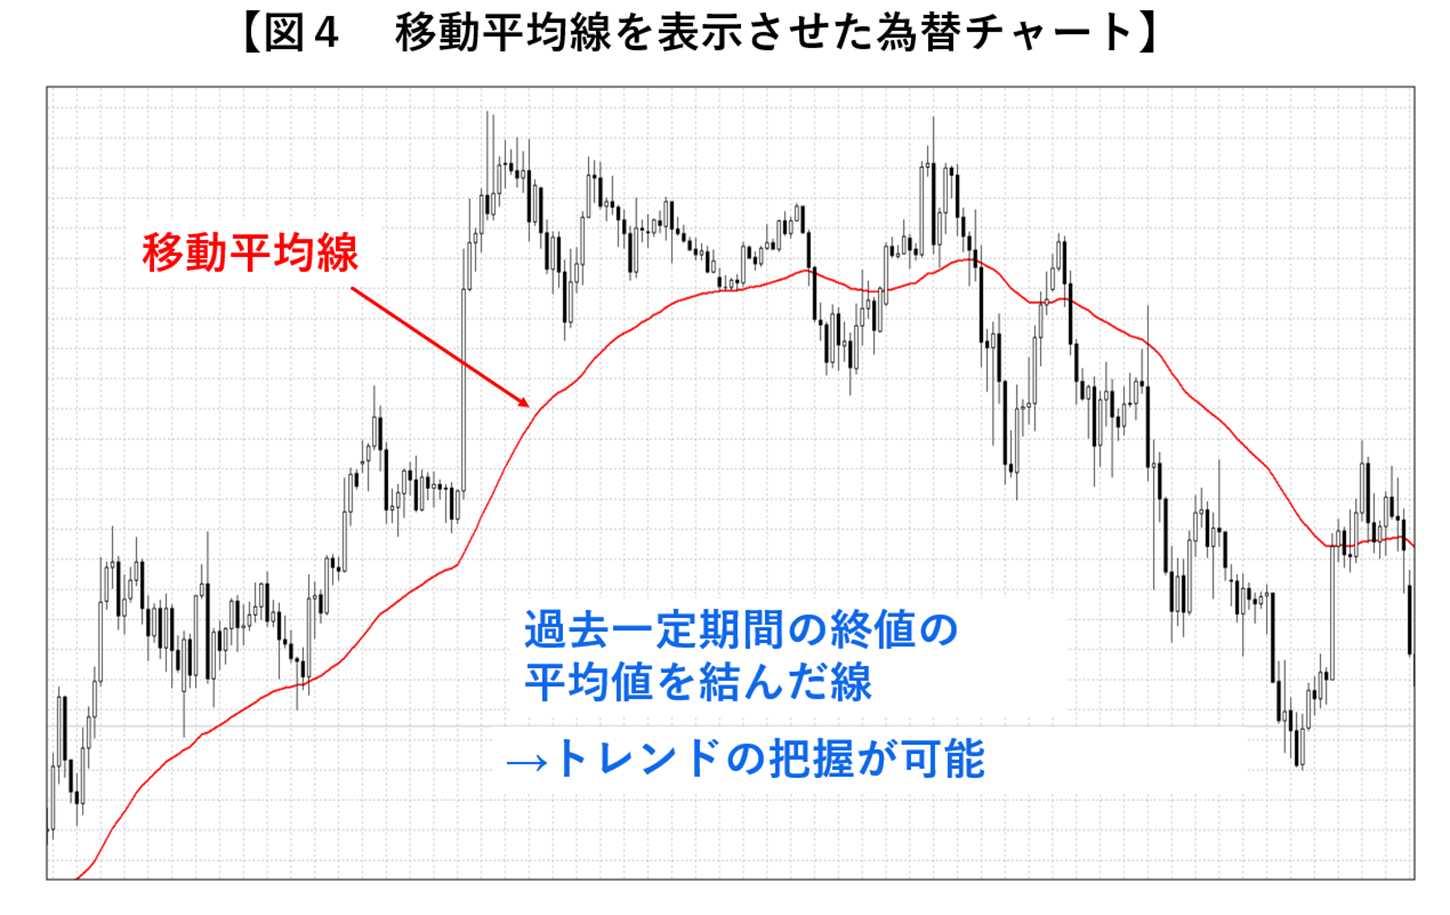 【図４　移動平均線を表示させた為替チャート】
移動平均線
過去一定期間の終値の
平均値を結んだ線
→トレンドの把握が可能